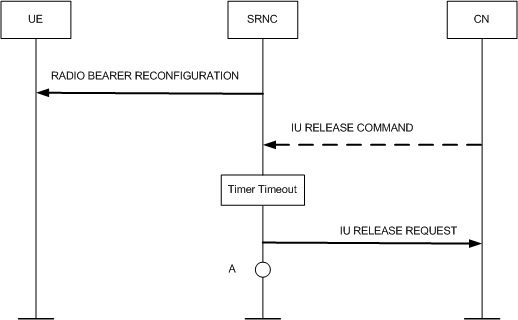 UE
SRNC
CN
RADIO BEARER RECONFIGURATION
IU RELEASE COMMAND
Timer Timeout
IU RELEASE REQUEST
A